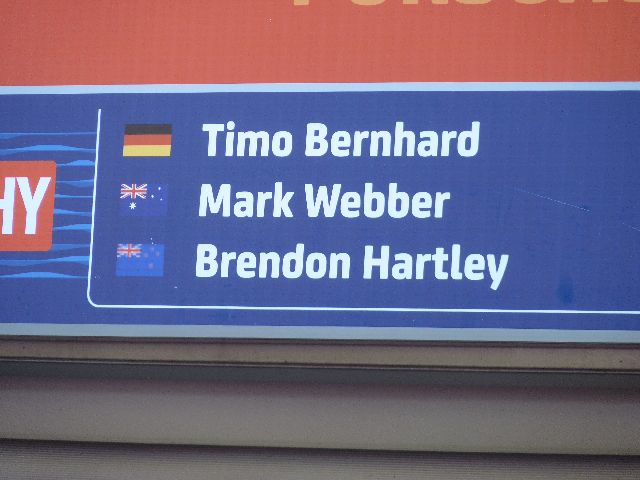 Timo Bernhard
Mark Webber
HY
Brendon Hartley